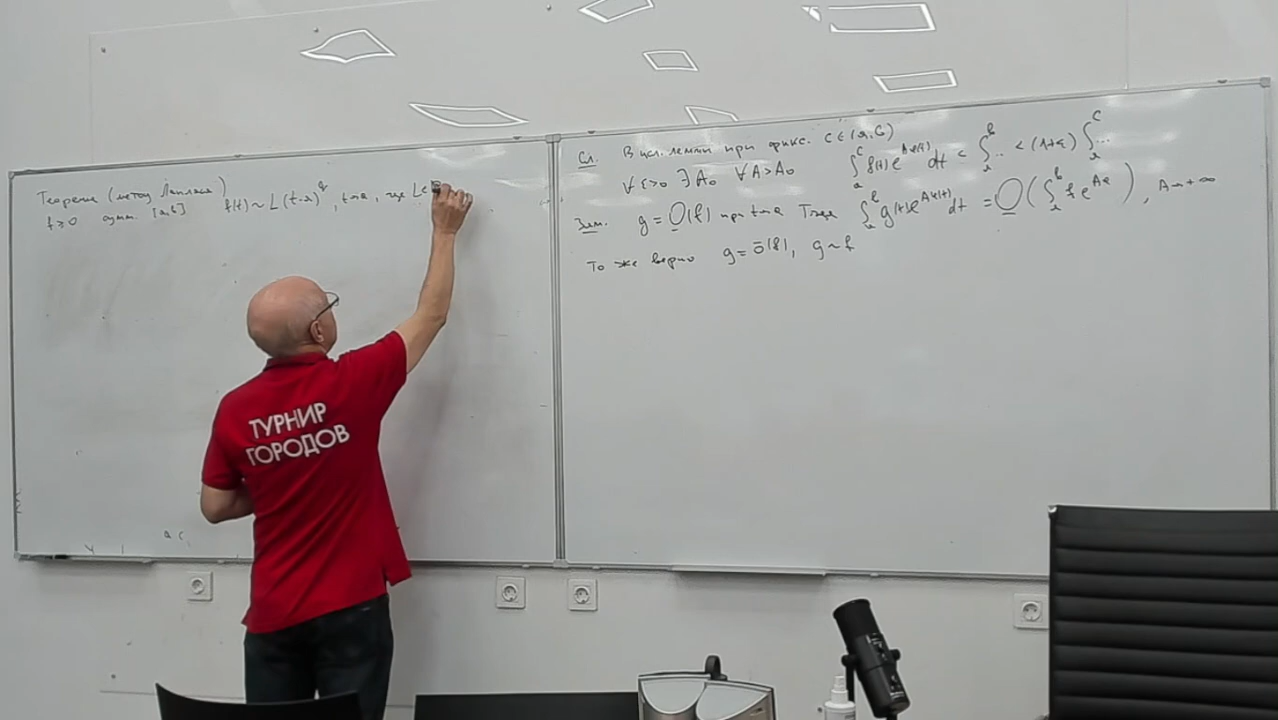 Теорема (метод Лапласа)
f ≥ 0 сумм. [a,b] f(t) ~ L(t-a)^q, t→a, где L∈
ТУРНИР
ГОРОДОВ
Сл. В усл. леммы при фикс. c∈(a,b)
∀ε>0 ∃A₀ ∀A>A₀ ∫_a^c f(t)e^{Aφ(t)}dt < ∫_a^b .. < (1+ε) ∫_a^c ...
Зам. g = O(f) при t→a Тогда ∫_a^b g(t)e^{Aφ(t)}dt = O(∫_a^b f e^{Aφ}), A→+∞
То же верно g = o(f), g ~ f